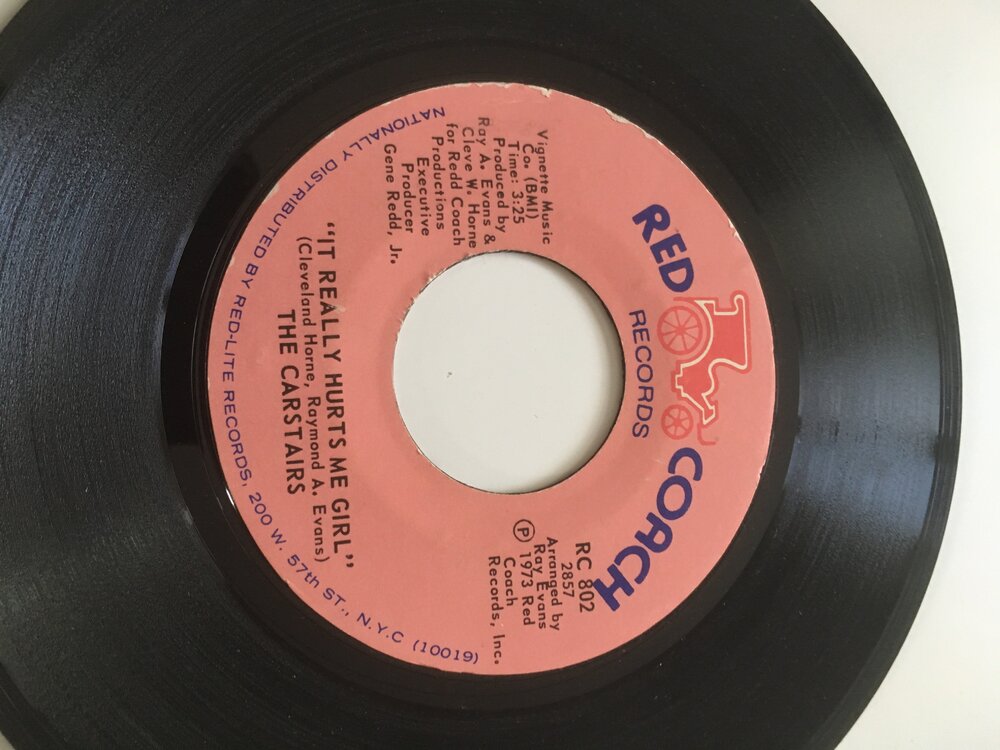 RED COACH
RECORDS
Vignette Music
Co. (BMI)
Time: 3:25
Produced by
Ray A. Evans &
Cleve W. Horne
for Redd Coach
Productions
Executive
Producer
Gene Redd, Jr.
RC 802
2857
Arranged by
Ray Evans
Ⓟ 1973 Red
Coach
Records, Inc.
"IT REALLY HURTS ME GIRL"
(Cleveland Horne, Raymond A. Evans)
THE CARSTAIRS
NATIONALLY DISTRIBUTED BY RED-LITE RECORDS, 200 W. 57th ST., N.Y.C (10019)